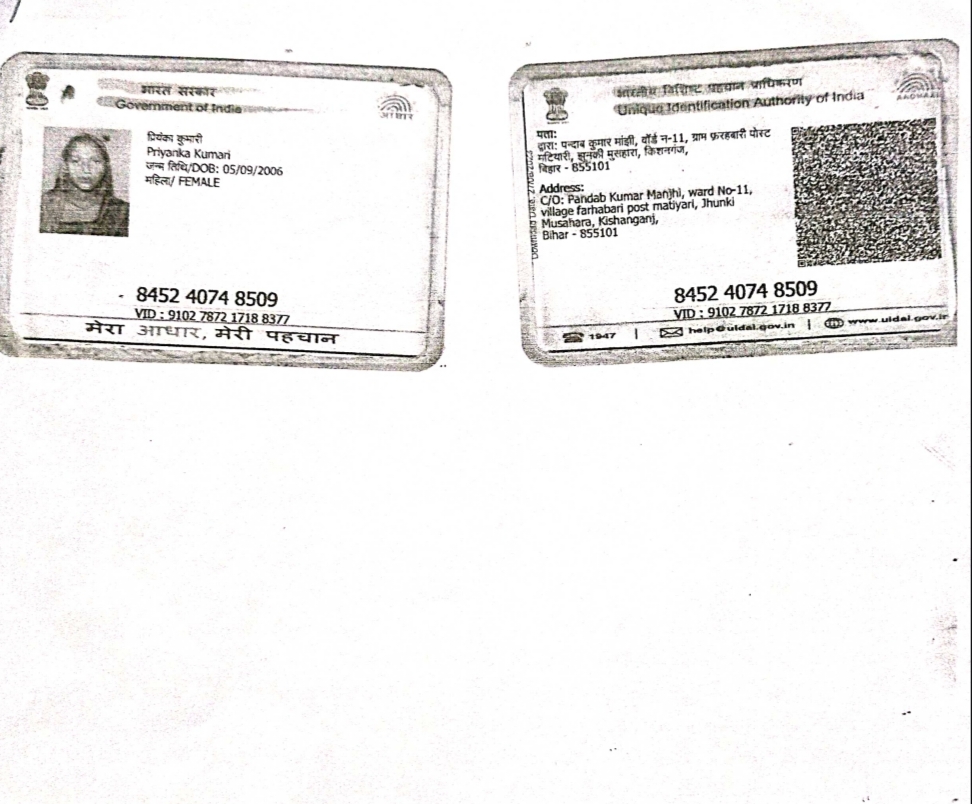 भारत सरकार
Government of India
आधार
प्रियंका कुमारी
Priyanka Kumari
जन्म तिथि/DOB: 05/09/2006
महिला/ FEMALE
8452 4074 8509
VID : 9102 7872 1718 8377
मेरा आधार, मेरी पहचान
भारतीय विशिष्ट पहचान प्राधिकरण
Unique Identification Authority of India
AADHAAR
पता:
द्वारा: पन्दाब कुमार मांझी, वॉर्ड न-11, ग्राम फ़रहबारी पोस्ट
मटियारी, झुनकी मुसहारा, किशनगंज,
बिहार - 855101
Address:
C/O: Pandab Kumar Manjhi, ward No-11,
village farhabari post matiyari, Jhunki
Musahara, Kishanganj,
Bihar - 855101
8452 4074 8509
VID : 9102 7872 1718 8377
1947 | help@uidai.gov.in | www.uidai.gov.in